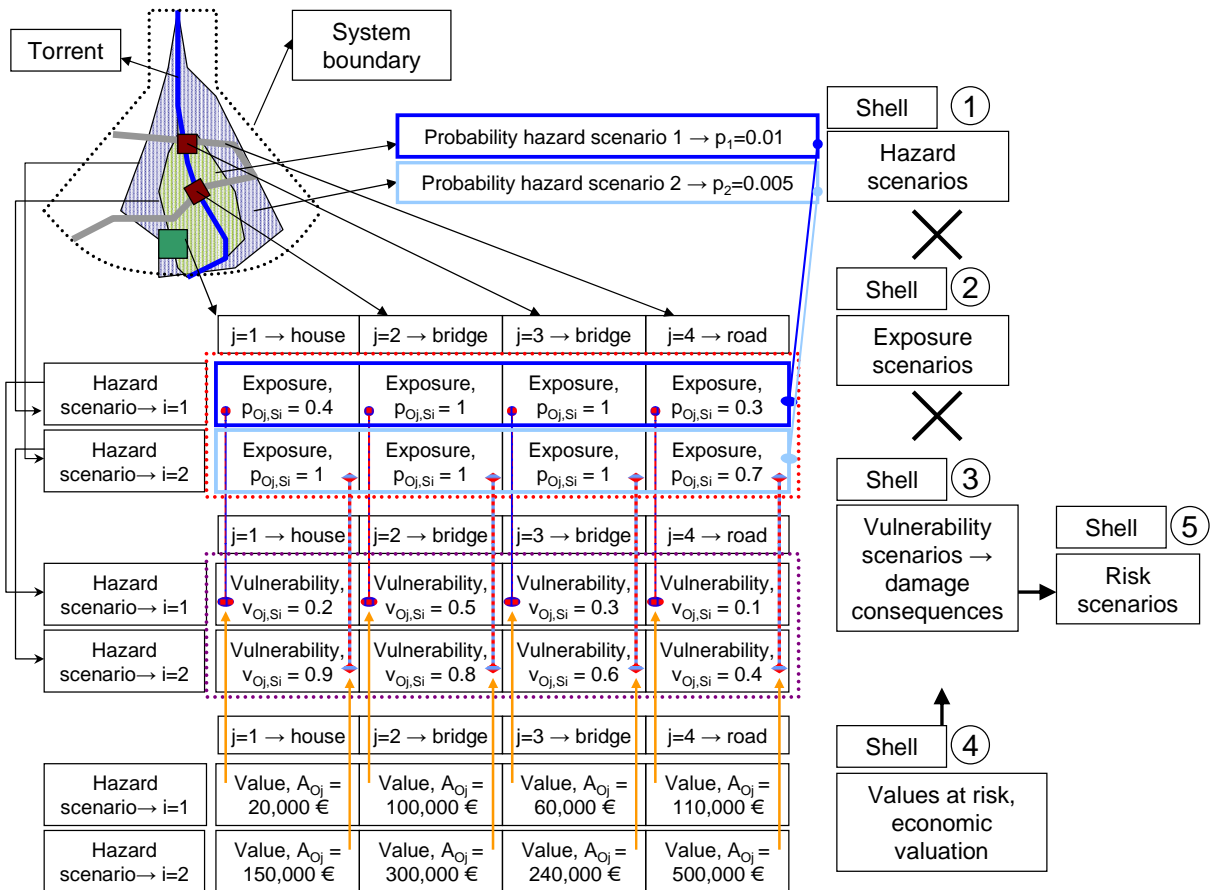 Torrent
System
boundary
Probability hazard scenario 1 → p1=0.01
Probability hazard scenario 2 → p2=0.005
Shell
1
Hazard
scenarios
Shell
2
Exposure
scenarios
j=1 → house
j=2 → bridge
j=3 → bridge
j=4 → road
Hazard
scenario→ i=1
Exposure,
pOj,Si = 0.4
Exposure,
pOj,Si = 1
Exposure,
pOj,Si = 1
Exposure,
pOj,Si = 0.3
Hazard
scenario→ i=2
Exposure,
pOj,Si = 1
Exposure,
pOj,Si = 1
Exposure,
pOj,Si = 1
Exposure,
pOj,Si = 0.7
Shell
3
Vulnerability
scenarios →
damage
consequences
Shell
5
Risk
scenarios
j=1 → house
j=2 → bridge
j=3 → bridge
j=4 → road
Hazard
scenario→ i=1
Vulnerability,
vOj,Si = 0.2
Vulnerability,
vOj,Si = 0.5
Vulnerability,
vOj,Si = 0.3
Vulnerability,
vOj,Si = 0.1
Hazard
scenario→ i=2
Vulnerability,
vOj,Si = 0.9
Vulnerability,
vOj,Si = 0.8
Vulnerability,
vOj,Si = 0.6
Vulnerability,
vOj,Si = 0.4
j=1 → house
j=2 → bridge
j=3 → bridge
j=4 → road
Shell
4
Values at risk,
economic
valuation
Hazard
scenario→ i=1
Value, AOj =
20,000 €
Value, AOj =
100,000 €
Value, AOj =
60,000 €
Value, AOj =
110,000 €
Hazard
scenario→ i=2
Value, AOj =
150,000 €
Value, AOj =
300,000 €
Value, AOj =
240,000 €
Value, AOj =
500,000 €